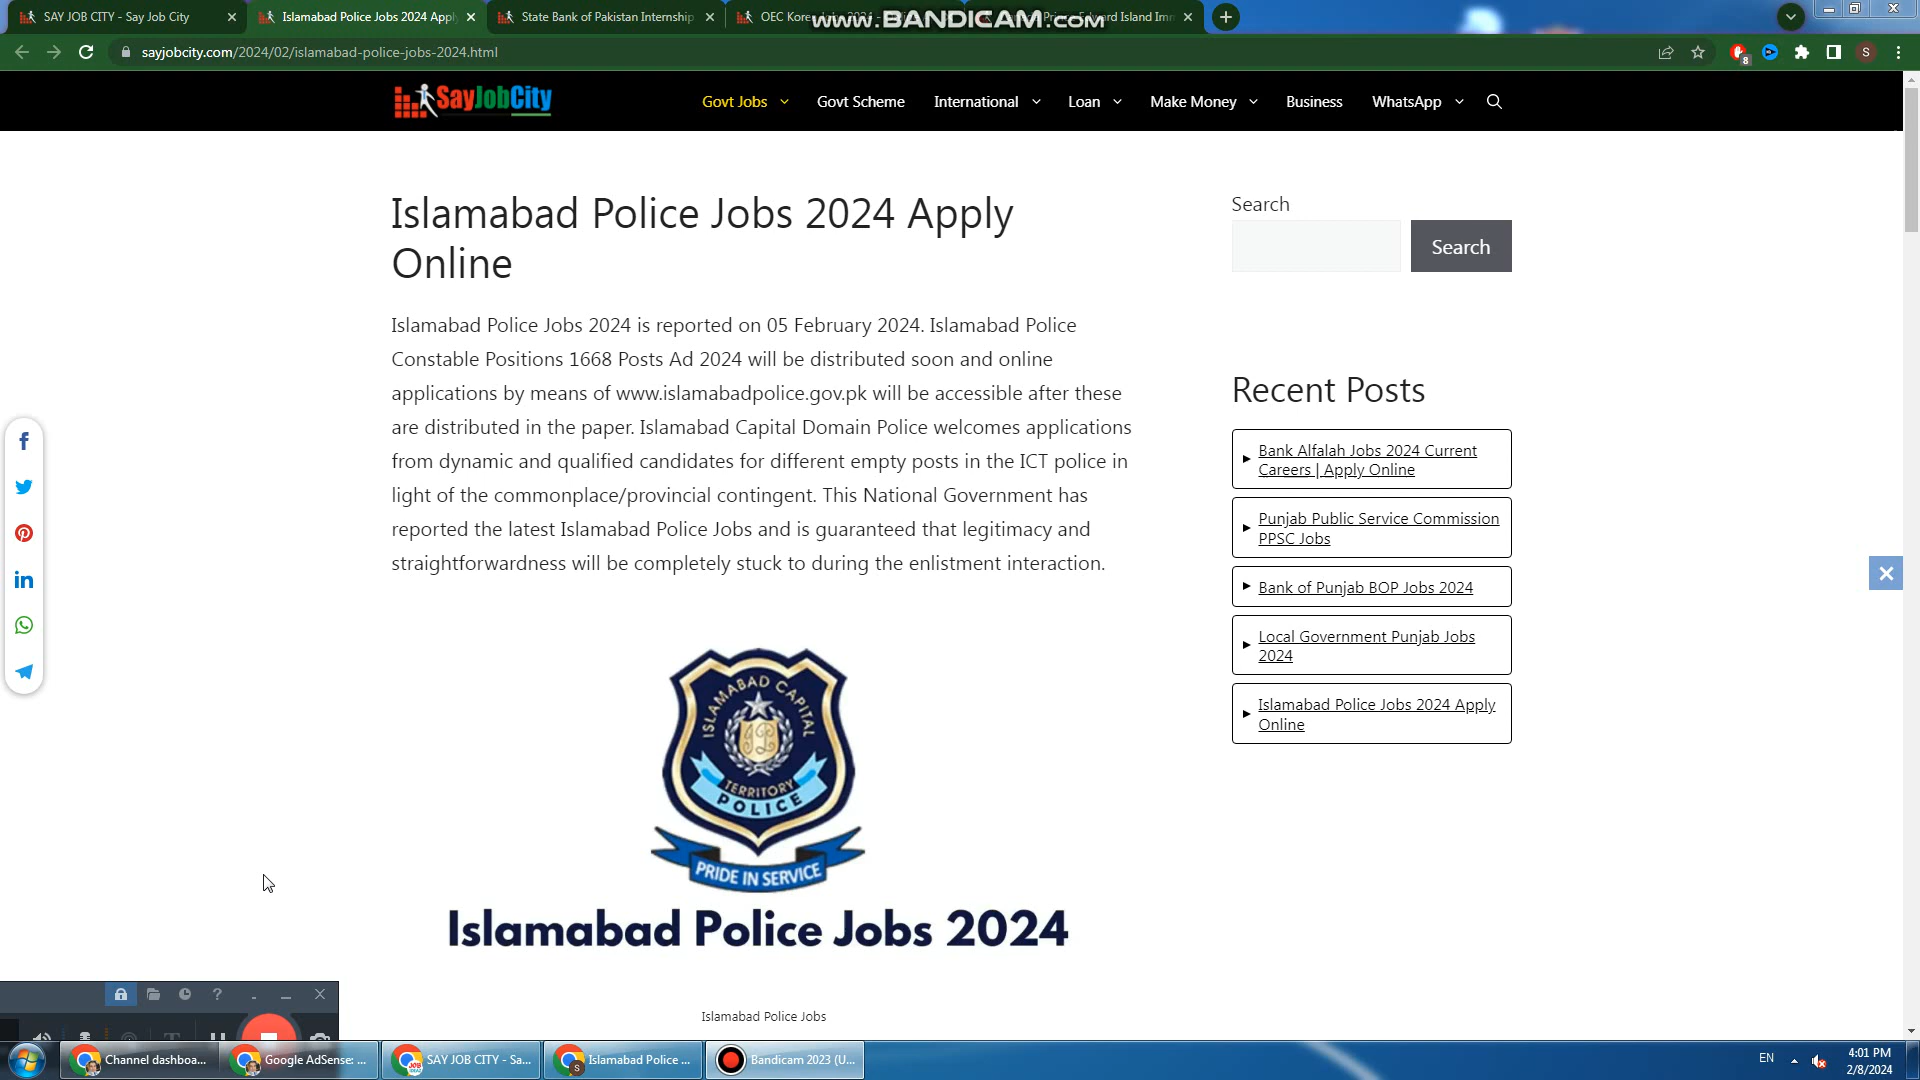 SAY JOB CITY - Say Job City
Islamabad Police Jobs 2024 Apply
State Bank of Pakistan Internship
OEC Kore
www.BANDICAM.com
Prince Edward Island Imm
sayjobcity.com/2024/02/islamabad-police-jobs-2024.html
8
S
SayJobCity
Govt Jobs
Govt Scheme
International
Loan
Make Money
Business
WhatsApp
Islamabad Police Jobs 2024 Apply
Online
Islamabad Police Jobs 2024 is reported on 05 February 2024. Islamabad Police
Constable Positions 1668 Posts Ad 2024 will be distributed soon and online
applications by means of www.islamabadpolice.gov.pk will be accessible after these
are distributed in the paper. Islamabad Capital Domain Police welcomes applications
from dynamic and qualified candidates for different empty posts in the ICT police in
light of the commonplace/provincial contingent. This National Government has
reported the latest Islamabad Police Jobs and is guaranteed that legitimacy and
straightforwardness will be completely stuck to during the enlistment interaction.
ISLAMABAD CAPITAL
TERRITORY
POLICE
PRIDE IN SERVICE
Islamabad Police Jobs 2024
Islamabad Police Jobs
Search
Search
Recent Posts
Bank Alfalah Jobs 2024 Current
Careers | Apply Online
Punjab Public Service Commission
PPSC Jobs
Bank of Punjab BOP Jobs 2024
Local Government Punjab Jobs
2024
Islamabad Police Jobs 2024 Apply
Online
Channel dashboa...
Google AdSense: ...
SAY JOB CITY - Sa...
Islamabad Police ...
Bandicam 2023 (U...
EN
4:01 PM
2/8/2024